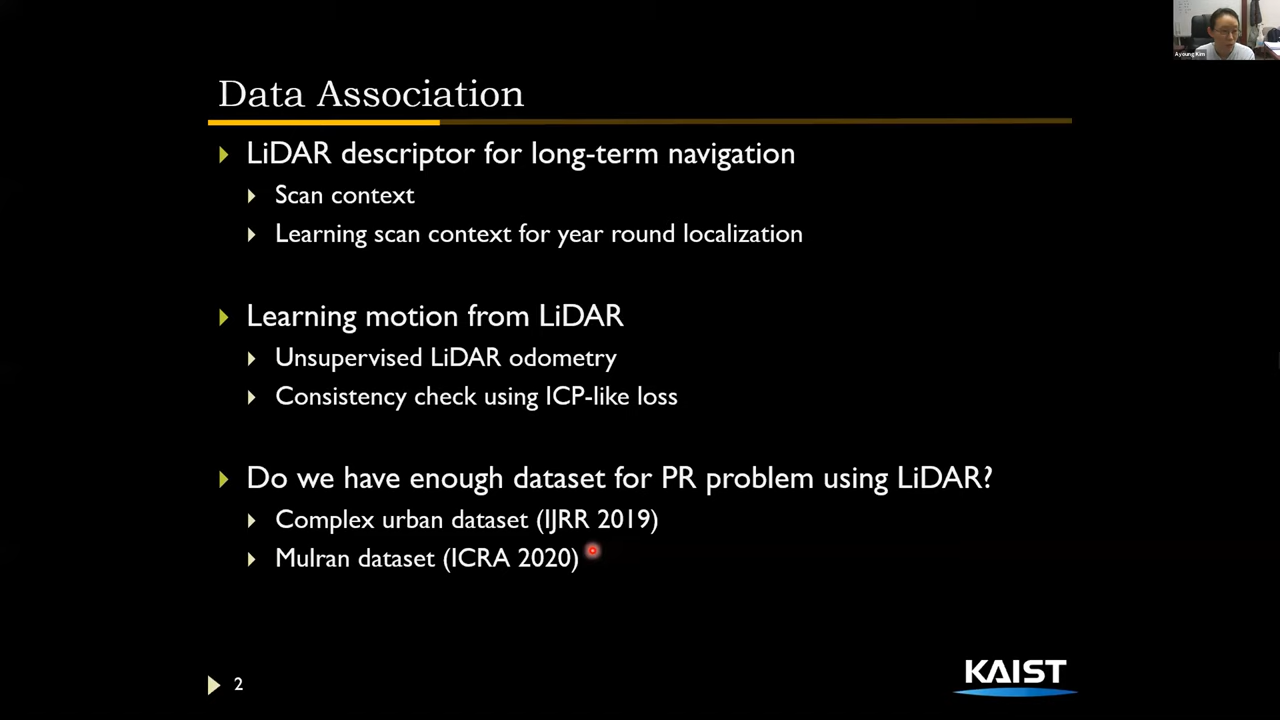 Ayoung Kim
Data Association
LiDAR descriptor for long-term navigation
Scan context
Learning scan context for year round localization
Learning motion from LiDAR
Unsupervised LiDAR odometry
Consistency check using ICP-like loss
Do we have enough dataset for PR problem using LiDAR?
Complex urban dataset (IJRR 2019)
Mulran dataset (ICRA 2020)
2
KAIST